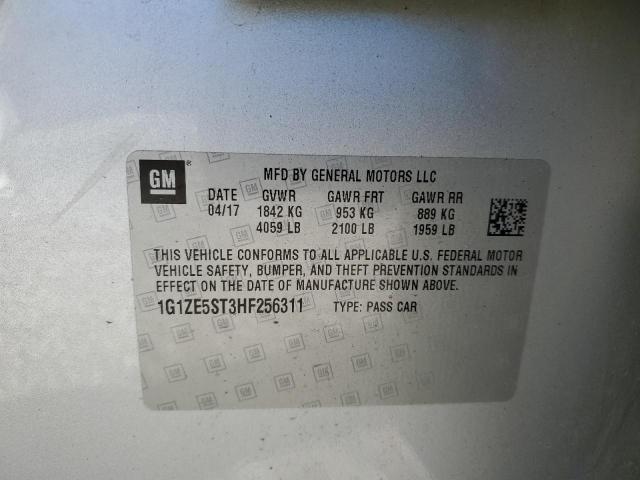 GM ®
MFD BY GENERAL MOTORS LLC
DATE GVWR GAWR FRT GAWR RR
04/17 1842 KG 953 KG 889 KG
4059 LB 2100 LB 1959 LB
THIS VEHICLE CONFORMS TO ALL APPLICABLE U.S. FEDERAL MOTOR
VEHICLE SAFETY, BUMPER, AND THEFT PREVENTION STANDARDS IN
EFFECT ON THE DATE OF MANUFACTURE SHOWN ABOVE.
1G1ZE5ST3HF256311 TYPE: PASS CAR